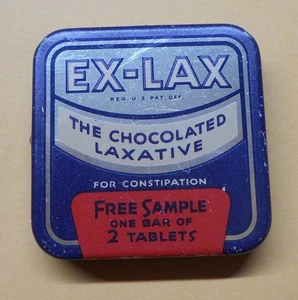 EX-LAX
REG. U.S. PAT. OFF.
THE CHOCOLATED
LAXATIVE
FOR CONSTIPATION
FREE SAMPLE
ONE BAR OF
2 TABLETS